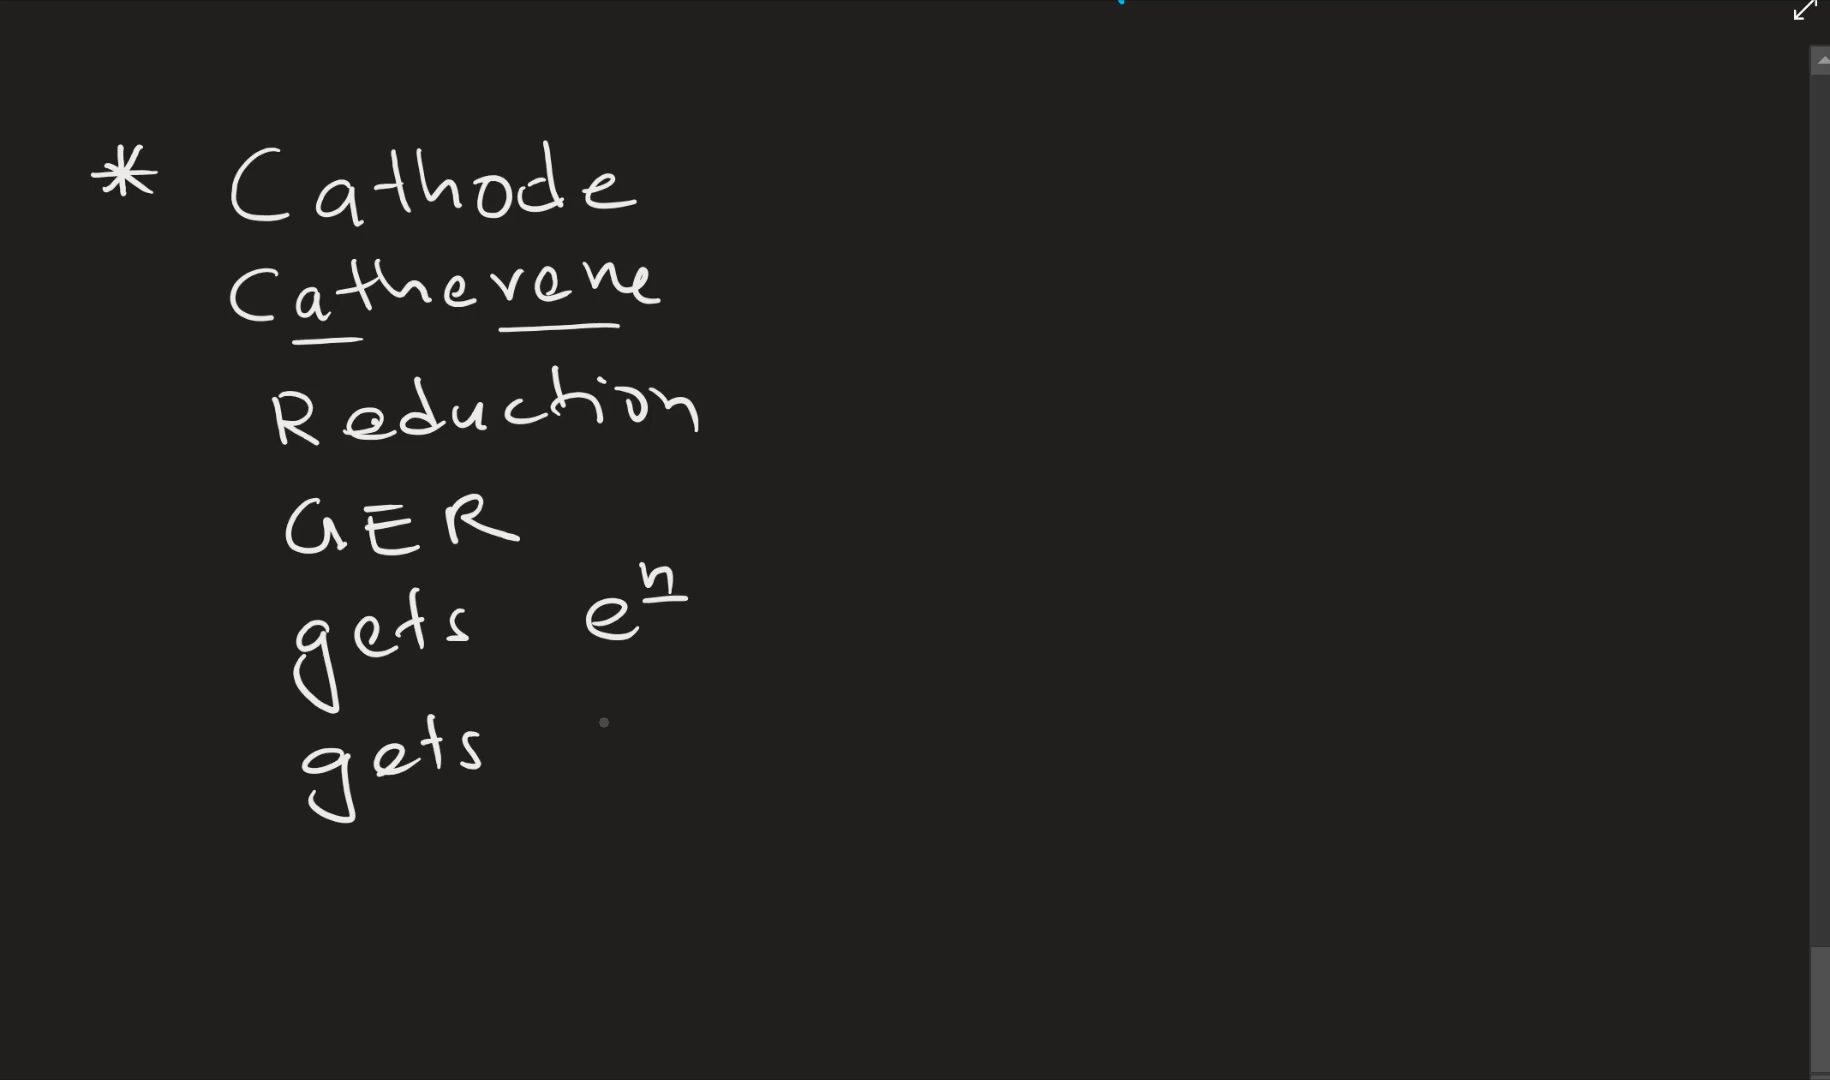 * Cathode
Catherene
Reduction
GER
gets e^n
gets